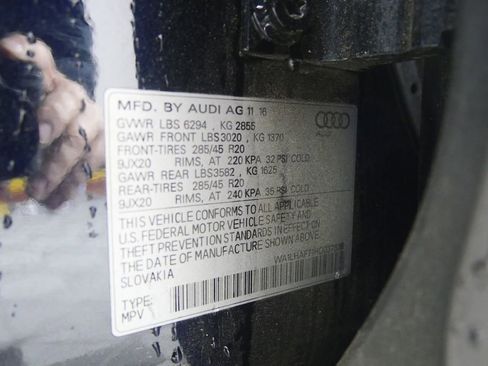 MFD. BY AUDI AG 11 16
GVWR LBS 6294 , KG 2855
GAWR FRONT LBS3020 , KG 1370
FRONT-TIRES 285/45 R20
9JX20 RIMS, AT 220 KPA 32 PSI COLD
GAWR REAR LBS3582 , KG 1625
REAR-TIRES 285/45 R20
9JX20 RIMS, AT 240 KPA 35 PSI COLD
THIS VEHICLE CONFORMS TO ALL APPLICABLE
U.S. FEDERAL MOTOR VEHICLE SAFETY AND
THEFT PREVENTION STANDARDS IN EFFECT ON
THE DATE OF MANUFACTURE SHOWN ABOVE.
SLOVAKIA
TYPE:
MPV
Audi